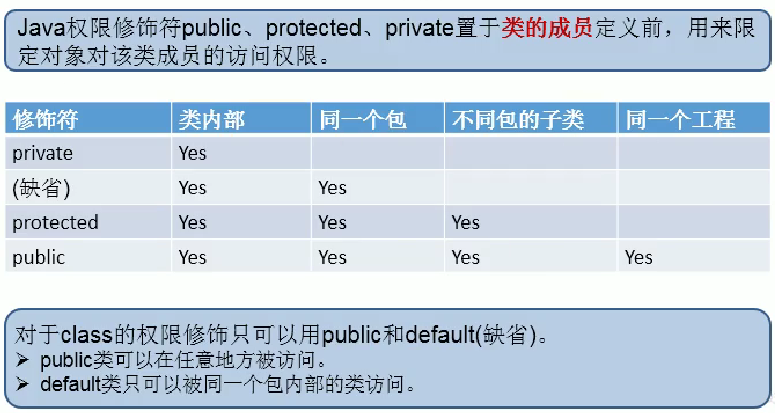 Java权限修饰符public、protected、private置于类的成员定义前，用来限
定对象对该类成员的访问权限。
修饰符 类内部 同一个包 不同包的子类 同一个工程
private Yes
(缺省) Yes Yes
protected Yes Yes Yes
public Yes Yes Yes Yes
对于class的权限修饰只可以用public和default(缺省)。
➢ public类可以在任意地方被访问。
➢ default类只可以被同一个包内部的类访问。